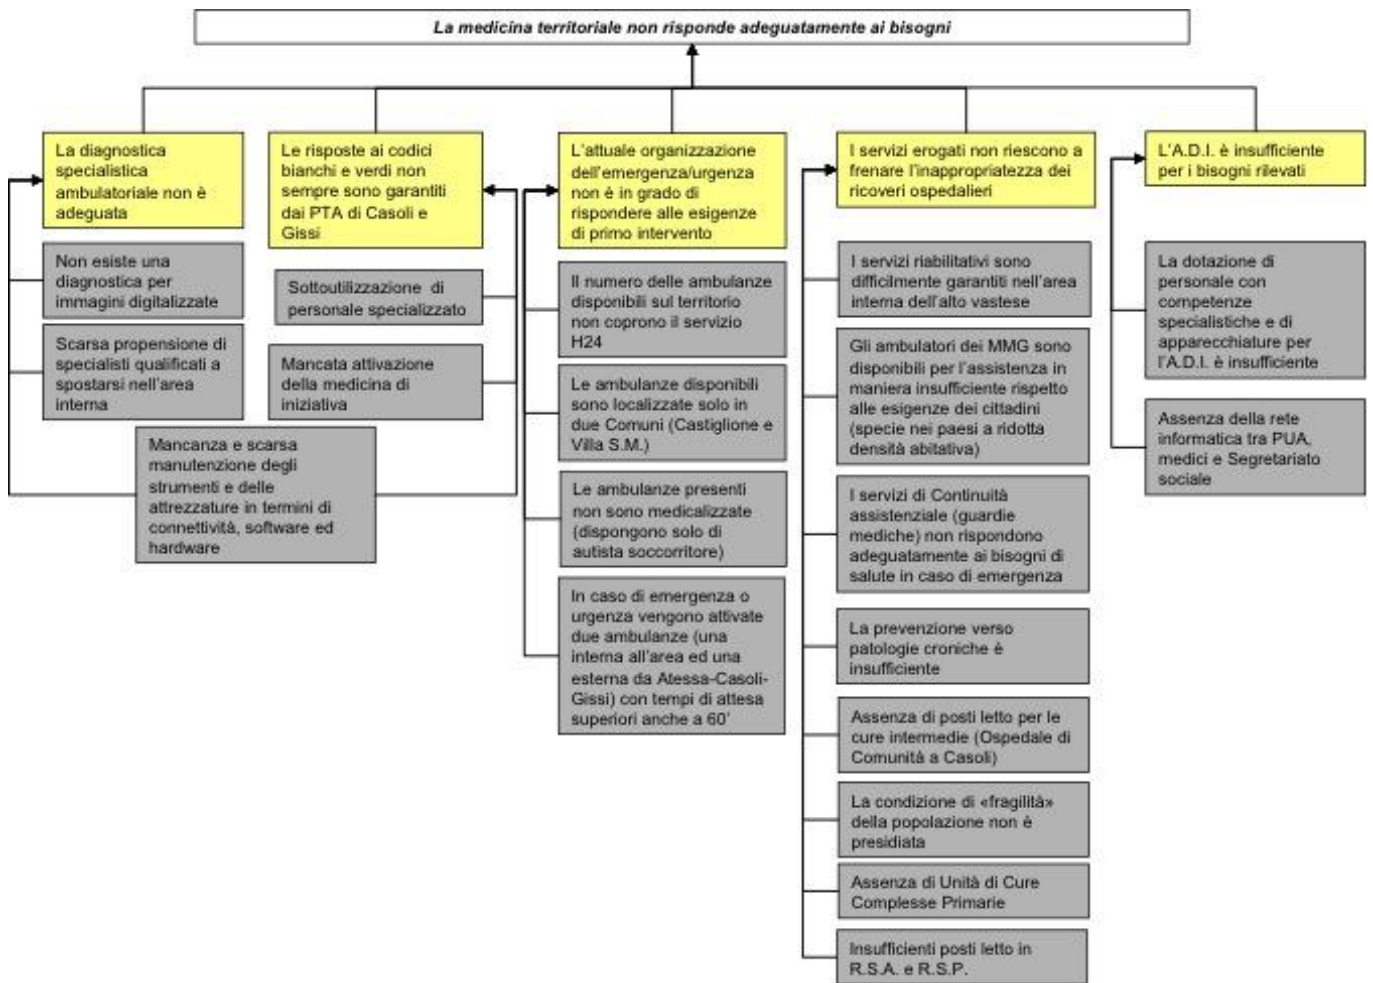 La medicina territoriale non risponde adeguatamente ai bisogni
La diagnostica
specialistica
ambulatoriale non è
adeguata
Non esiste una
diagnostica per
immagini digitalizzate
Scarsa propensione di
specialisti qualificati a
spostarsi nell'area
interna
Mancanza e scarsa
manutenzione degli
strumenti e delle
attrezzature in termini di
connettività, software ed
hardware
Le risposte ai codici
bianchi e verdi non
sempre sono garantiti
dai PTA di Casoli e
Gissi
Sottoutilizzazione di
personale specializzato
Mancata attivazione
della medicina di
iniziativa
L'attuale organizzazione
dell'emergenza/urgenza
non è in grado di
rispondere alle esigenze
di primo intervento
Il numero delle ambulanze
disponibili sul territorio
non coprono il servizio
H24
Le ambulanze disponibili
sono localizzate solo in
due Comuni (Castiglione e
Villa S.M.)
Le ambulanze presenti
non sono medicalizzate
(dispongono solo di
autista soccorritore)
In caso di emergenza o
urgenza vengono attivate
due ambulanze (una
interna all'area ed una
esterna da Atessa-Casoli-
Gissi) con tempi di attesa
superiori anche a 60'
I servizi erogati non riescono a
frenare l'inappropriatezza dei
ricoveri ospedalieri
I servizi riabilitativi sono
difficilmente garantiti nell'area
interna dell'alto vastese
Gli ambulatori dei MMG sono
disponibili per l'assistenza in
maniera insufficiente rispetto
alle esigenze dei cittadini
(specie nei paesi a ridotta
densità abitativa)
I servizi di Continuità
assistenziale (guardie
mediche) non rispondono
adeguatamente ai bisogni di
salute in caso di emergenza
La prevenzione verso
patologie croniche è
insufficiente
Assenza di posti letto per le
cure intermedie (Ospedale di
Comunità a Casoli)
La condizione di «fragilità»
della popolazione non è
presidiata
Assenza di Unità di Cure
Complesse Primarie
Insufficienti posti letto in
R.S.A. e R.S.P.
L'A.D.I. è insufficiente
per i bisogni rilevati
La dotazione di
personale con
competenze
specialistiche e di
apparecchiature per
l'A.D.I. è insufficiente
Assenza della rete
informatica tra PUA,
medici e Segretariato
sociale